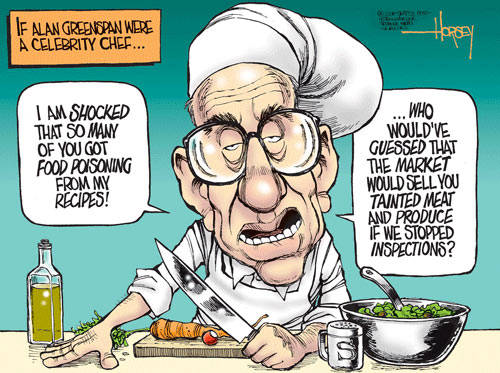 IF ALAN GREENSPAN WERE
A CELEBRITY CHEF...
HORSEY
I AM SHOCKED
THAT SO MANY
OF YOU GOT
FOOD POISONING
FROM MY
RECIPES!
...WHO
WOULD'VE
GUESSED THAT
THE MARKET
WOULD SELL YOU
TAINTED MEAT
AND PRODUCE
IF WE STOPPED
INSPECTIONS?
S